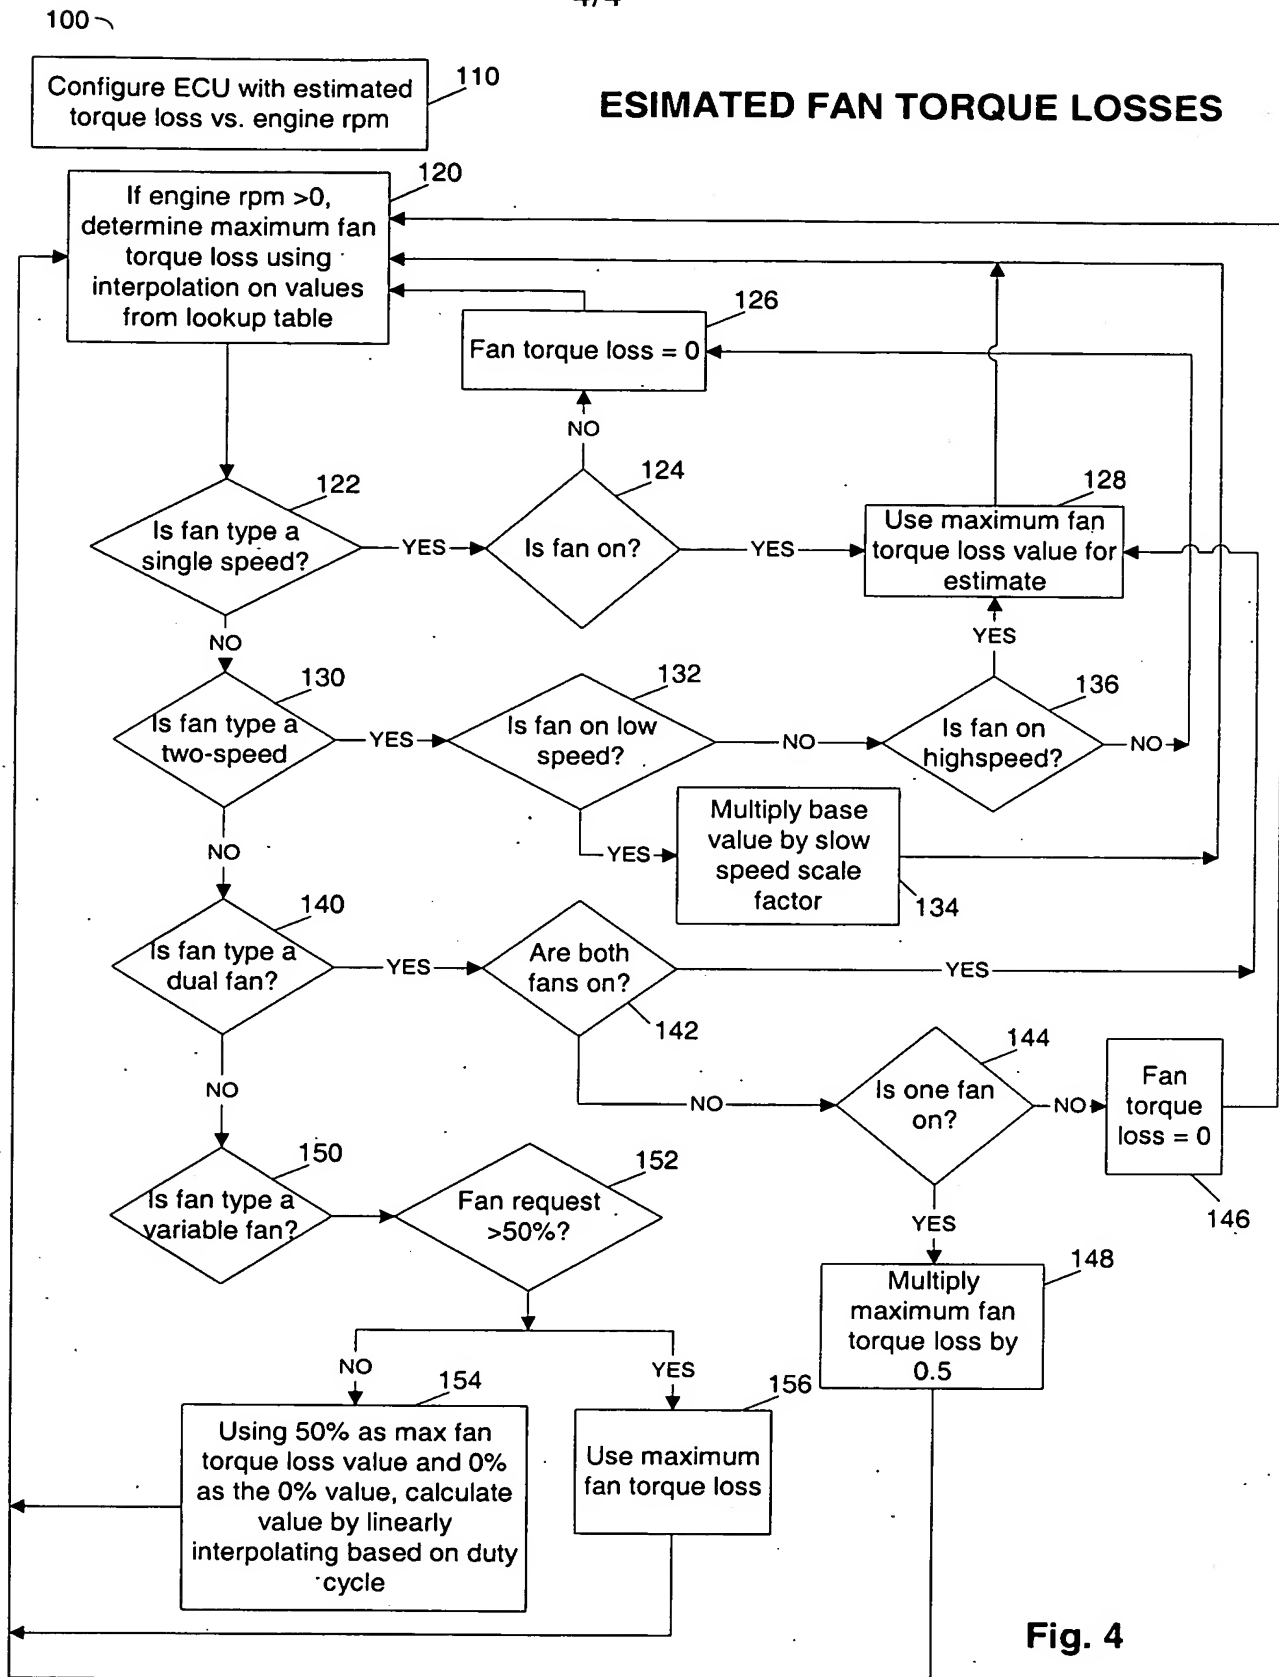 4/4
100
Configure ECU with estimated
torque loss vs. engine rpm
110
ESIMATED FAN TORQUE LOSSES
120
If engine rpm >0,
determine maximum fan
torque loss using
interpolation on values
from lookup table
126
Fan torque loss = 0
NO
122
Is fan type a
single speed?
YES
124
Is fan on?
YES
128
Use maximum fan
torque loss value for
estimate
NO
YES
130
Is fan type a
two-speed
YES
132
Is fan on low
speed?
NO
136
Is fan on
highspeed?
NO
YES
Multiply base
value by slow
speed scale
factor
134
NO
140
Is fan type a
dual fan?
YES
Are both
fans on?
142
YES
NO
144
Is one fan
on?
NO
Fan
torque
loss = 0
146
NO
150
Is fan type a
variable fan?
152
Fan request
>50%?
YES
148
Multiply
maximum fan
torque loss by
0.5
NO
YES
154
Using 50% as max fan
torque loss value and 0%
as the 0% value, calculate
value by linearly
interpolating based on duty
cycle
156
Use maximum
fan torque loss
Fig. 4